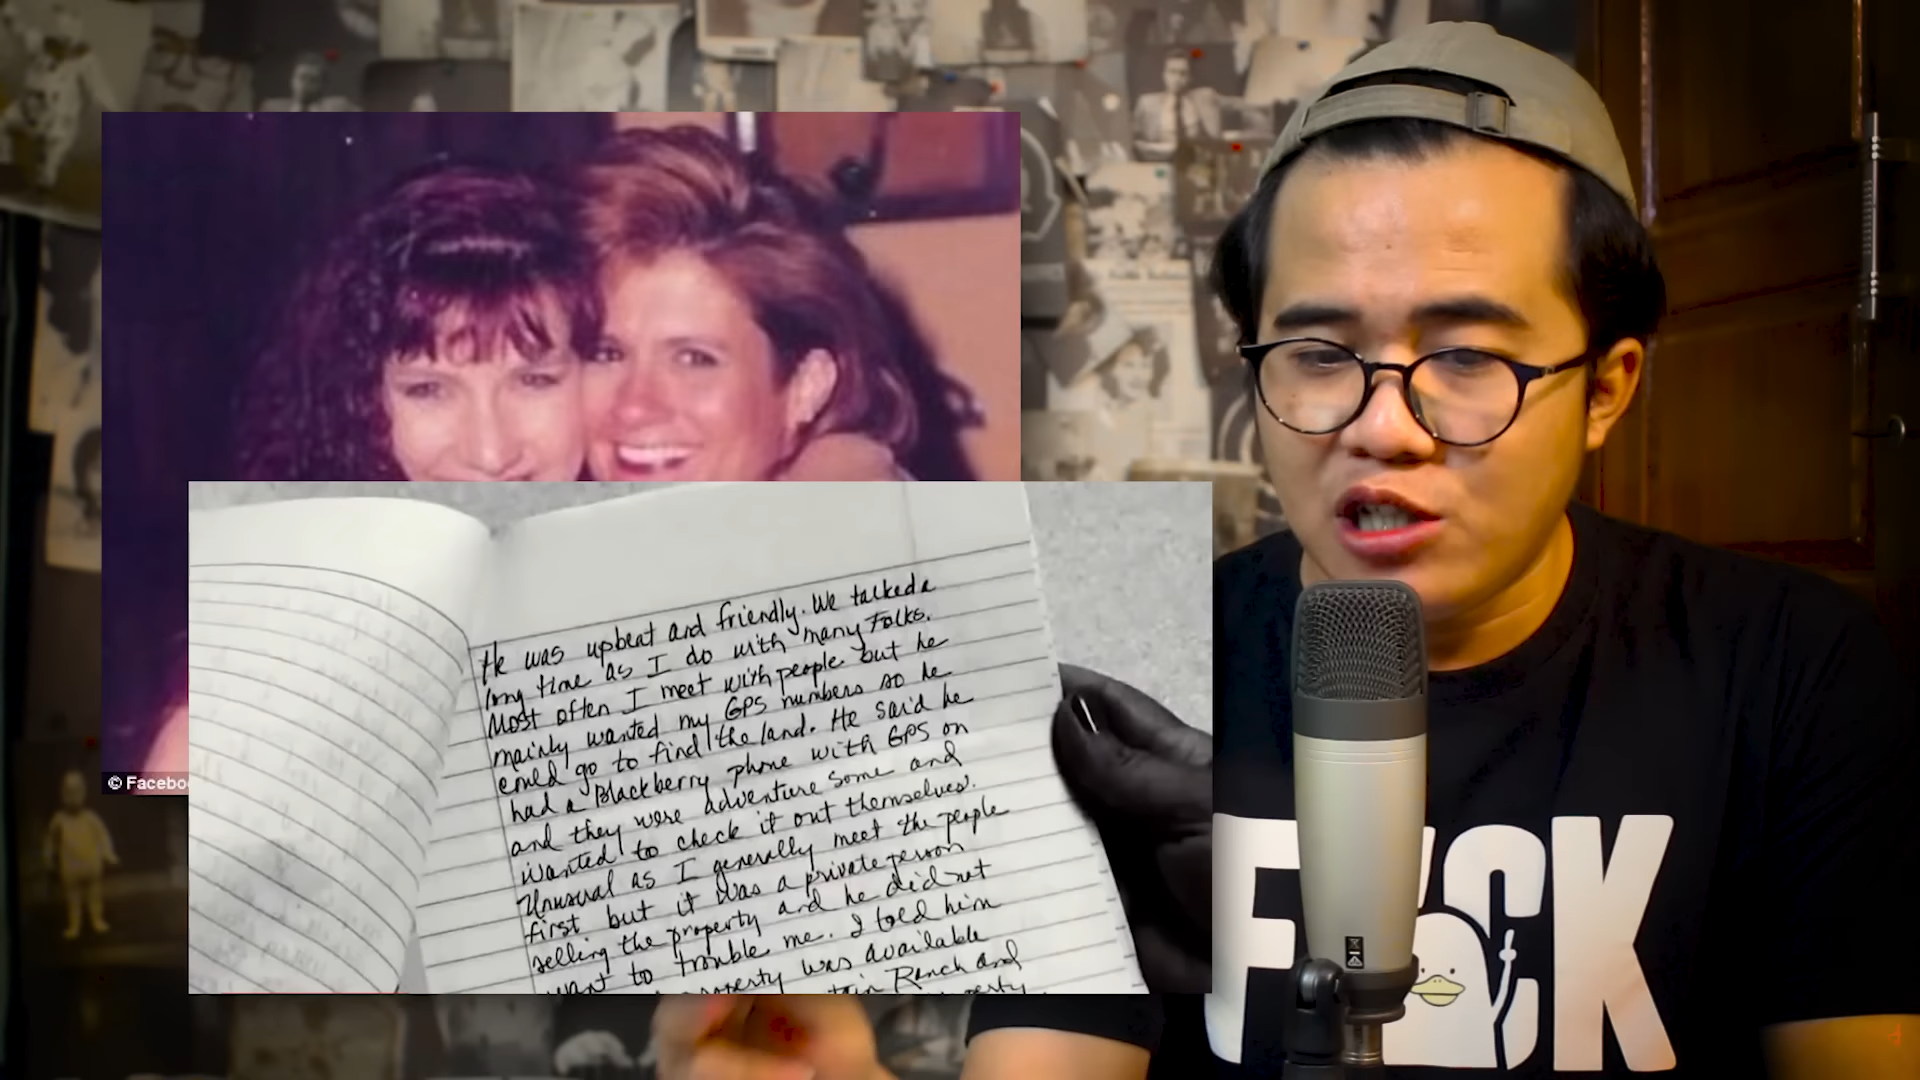 © Facebo
He was upbeat and friendly. We talked a
long time as I do with many Folks.
Most often I meet with people but he
mainly wanted my GPS numbers so he
could go to find the land. He said he
had a Blackberry phone with GPS on
and they were adventure some and
wanted to check it out themselves.
Unusual as I generally meet the people
first but it was a private person
selling the property and he did not
want to trouble me. I told him
property was available
Ranch and
F CK